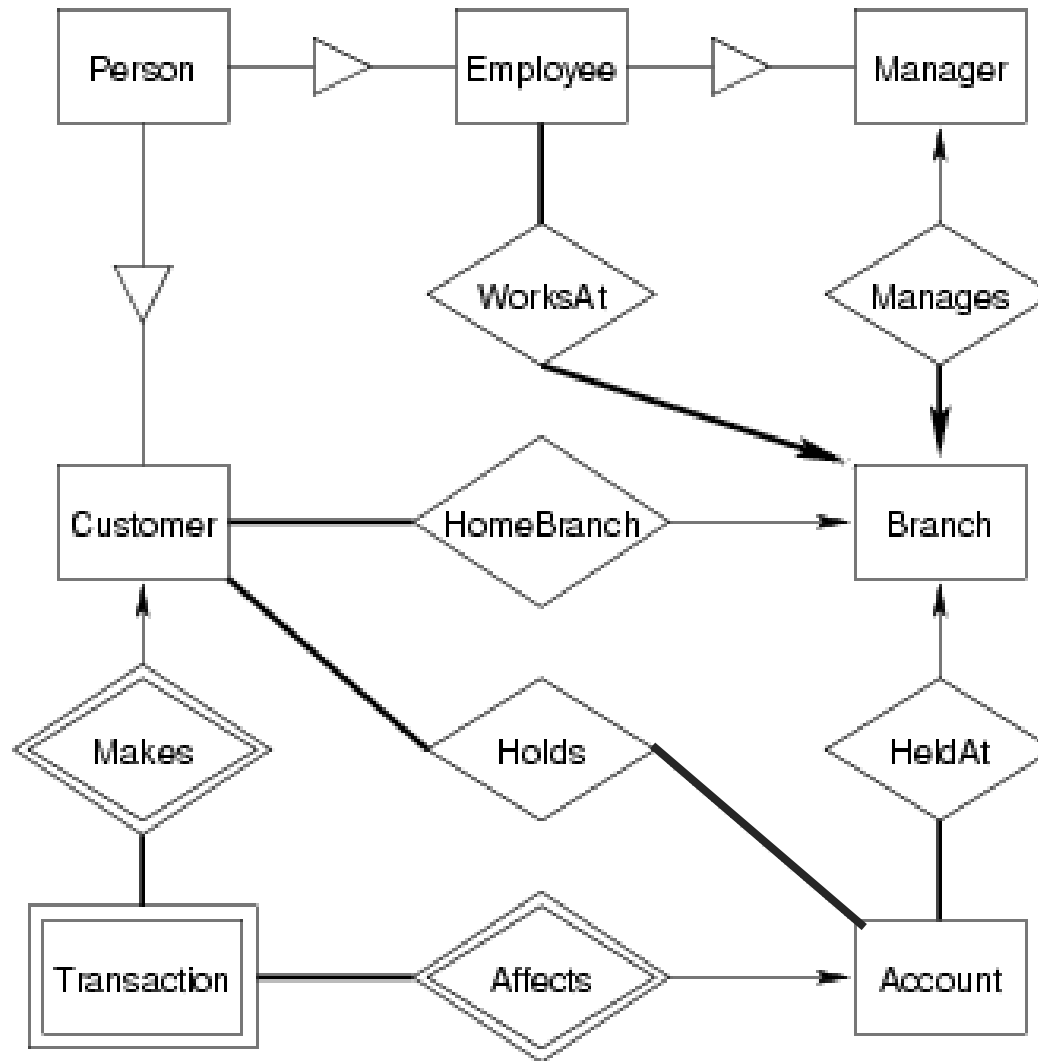 Person
Employee
Manager
WorksAt
Manages
Customer
HomeBranch
Branch
Makes
Holds
HeldAt
Transaction
Affects
Account